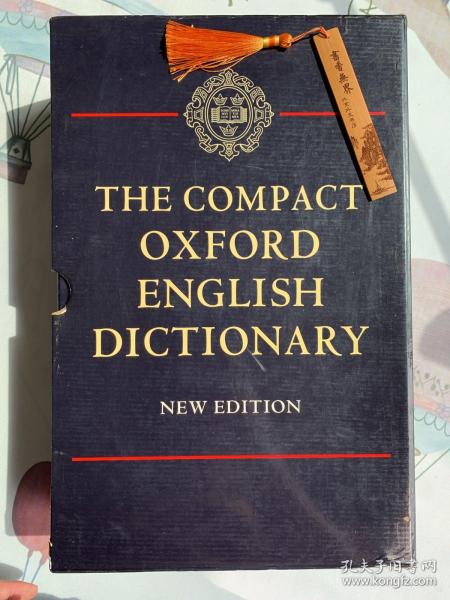 書香無界
THE COMPACT
OXFORD
ENGLISH
DICTIONARY
NEW EDITION
孔夫子旧书网
www.kongfz.com